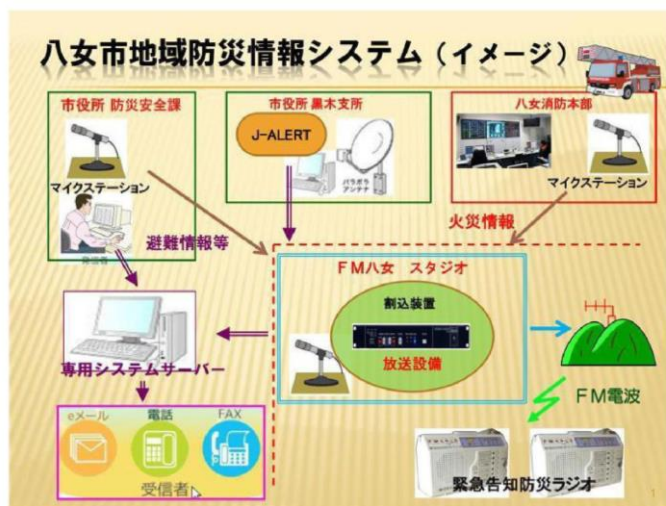 八女市地域防災情報システム（イメージ）
市役所 防災安全課
マイクステーション
市役所 黒木支所
J-ALERT
パラボラ
アンテナ
八女消防本部
マイクステーション
避難情報等
火災情報
FM八女 スタジオ
割込装置
放送設備
専用システムサーバー
FM電波
eメール
電話
FAX
受信者
緊急告知防災ラジオ
1